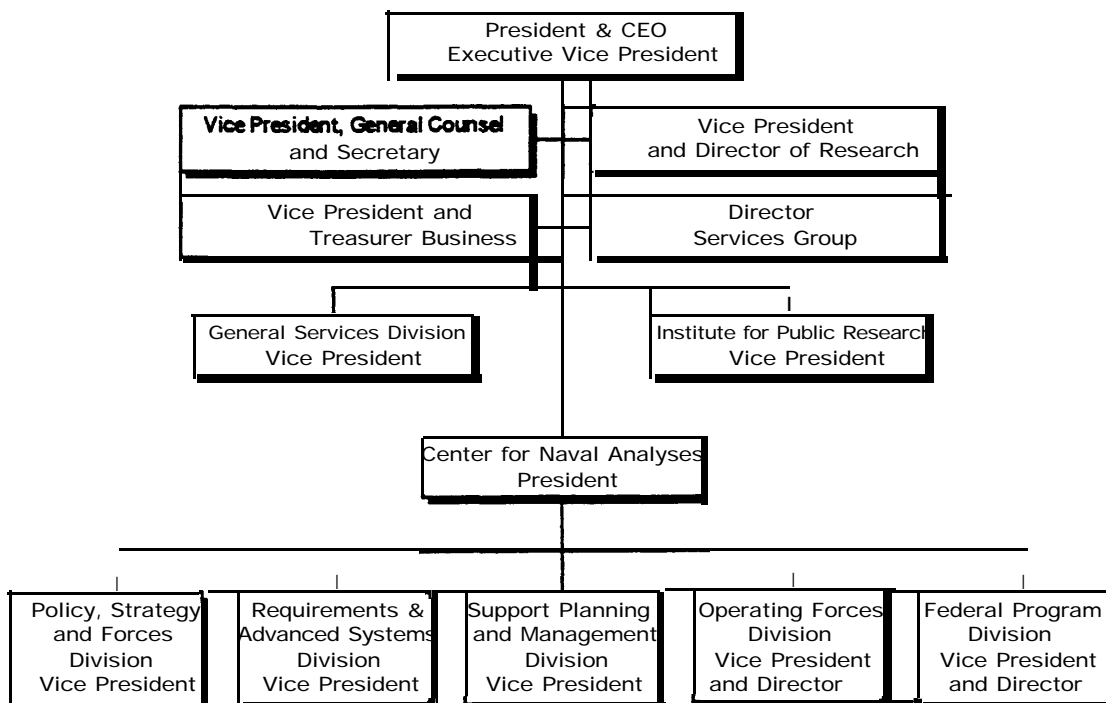 President & CEO
Executive Vice President
Vice President, General Counsel
and Secretary
Vice President
and Director of Research
Vice President and
Treasurer Business
Director
Services Group
General Services Division
Vice President
Institute for Public Research
Vice President
Center for Naval Analyses
President
Policy, Strategy
and Forces
Division
Vice President
Requirements &
Advanced Systems
Division
Vice President
Support Planning
and Management
Division
Vice President
Operating Forces
Division
Vice President
and Director
Federal Program
Division
Vice President
and Director